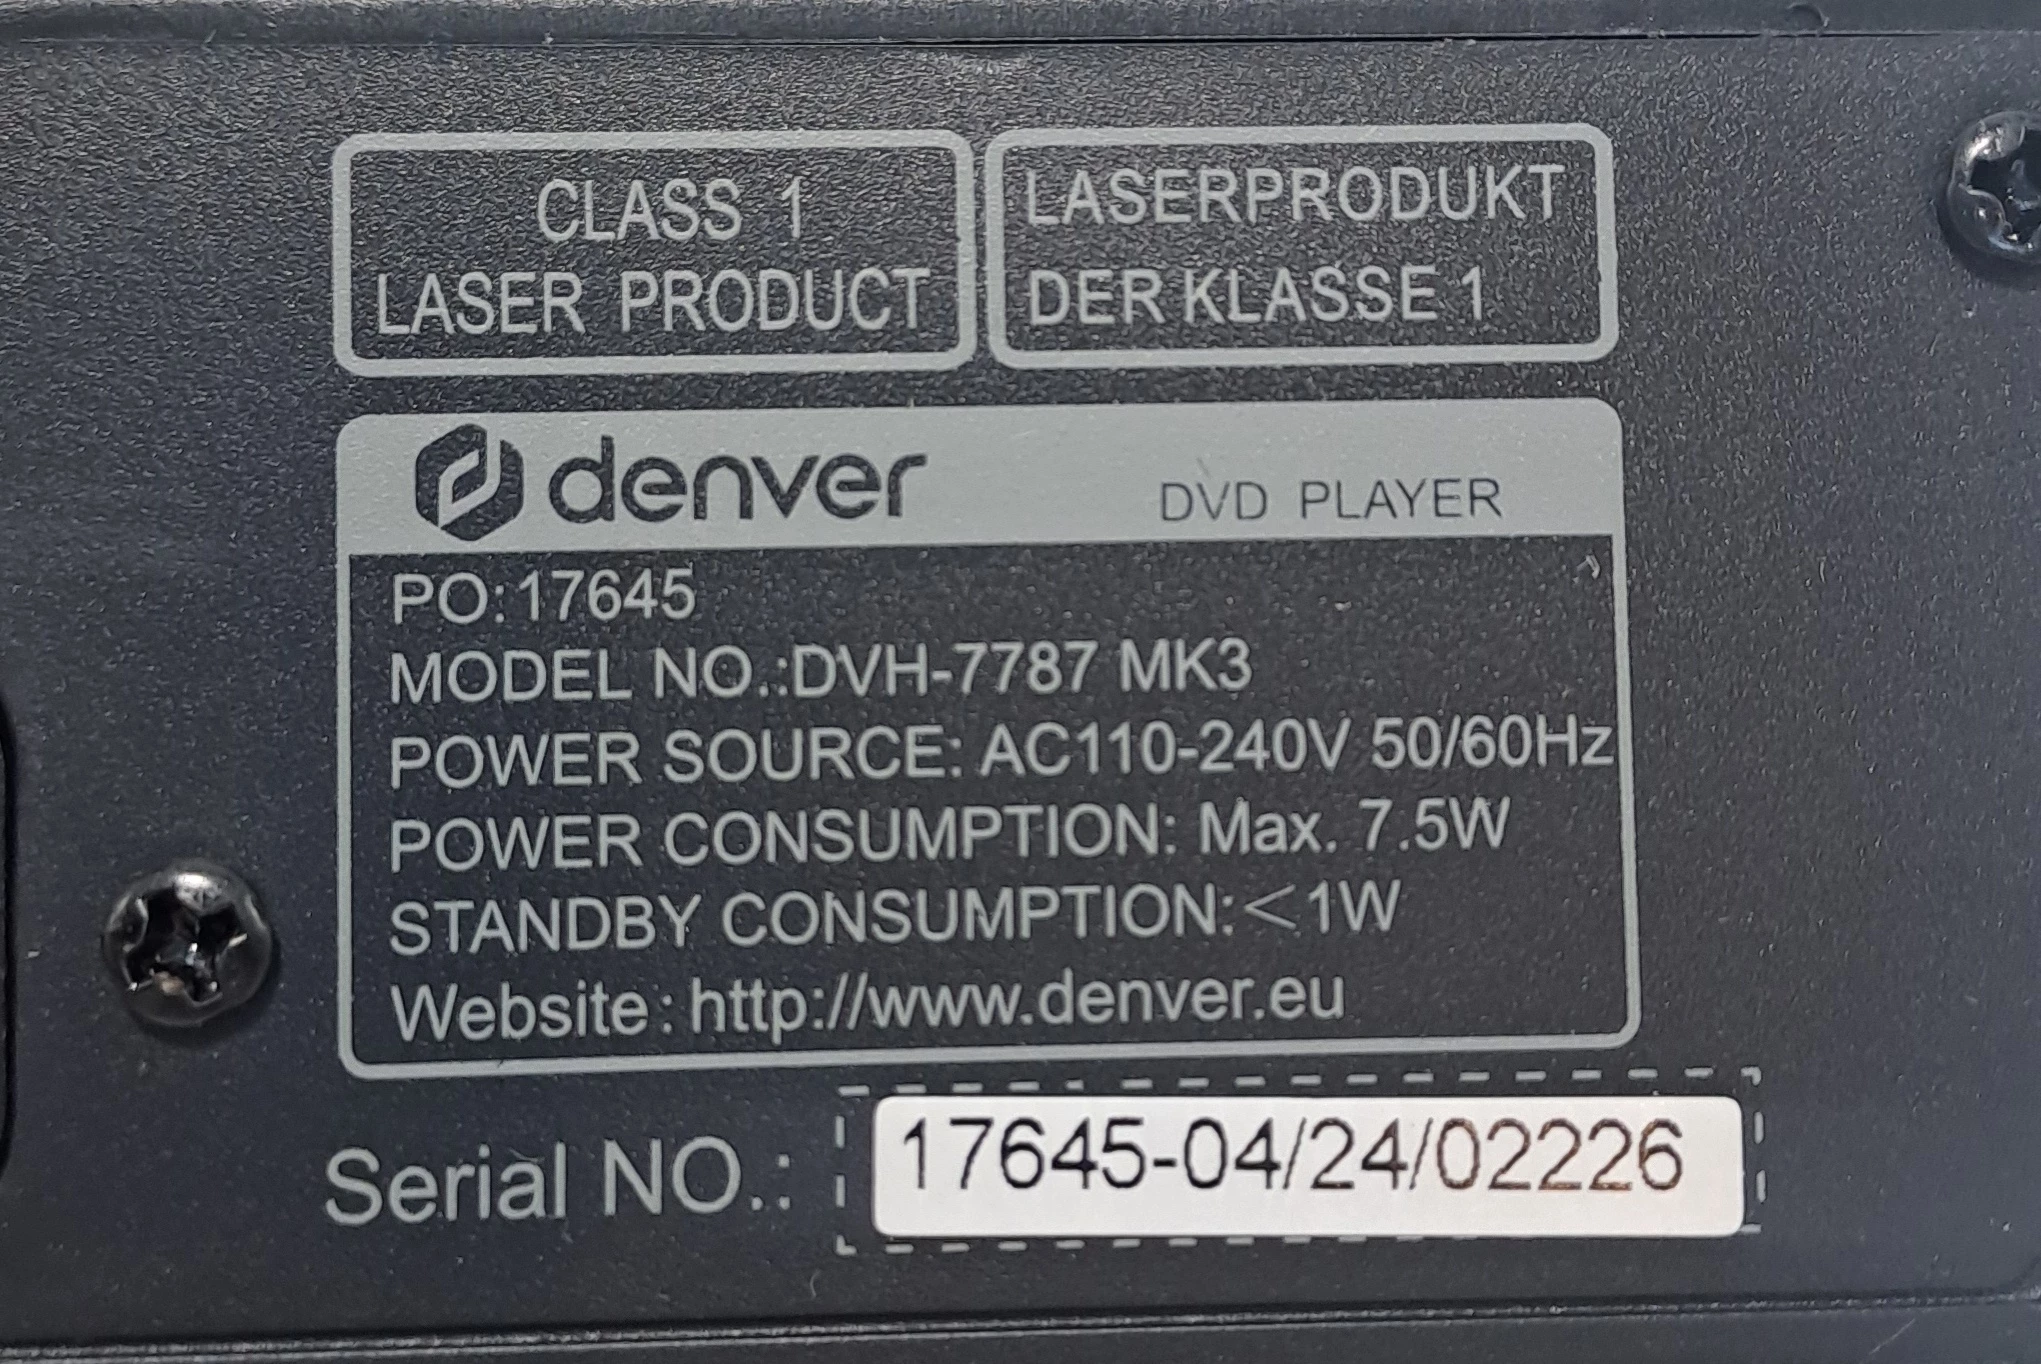 CLASS 1
LASER PRODUCT
LASERPRODUKT
DER KLASSE 1
denver DVD PLAYER
PO:17645
MODEL NO.:DVH-7787 MK3
POWER SOURCE: AC110-240V 50/60Hz
POWER CONSUMPTION: Max. 7.5W
STANDBY CONSUMPTION:<1W
Website: http://www.denver.eu
Serial NO.: 17645-04/24/02226